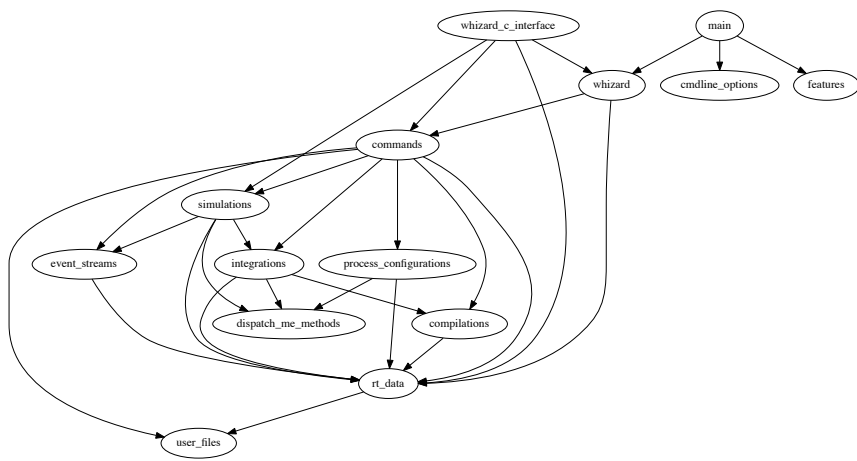 whizard_c_interface
main
whizard
cmdline_options
features
commands
simulations
event_streams
integrations
process_configurations
dispatch_me_methods
compilations
rt_data
user_files